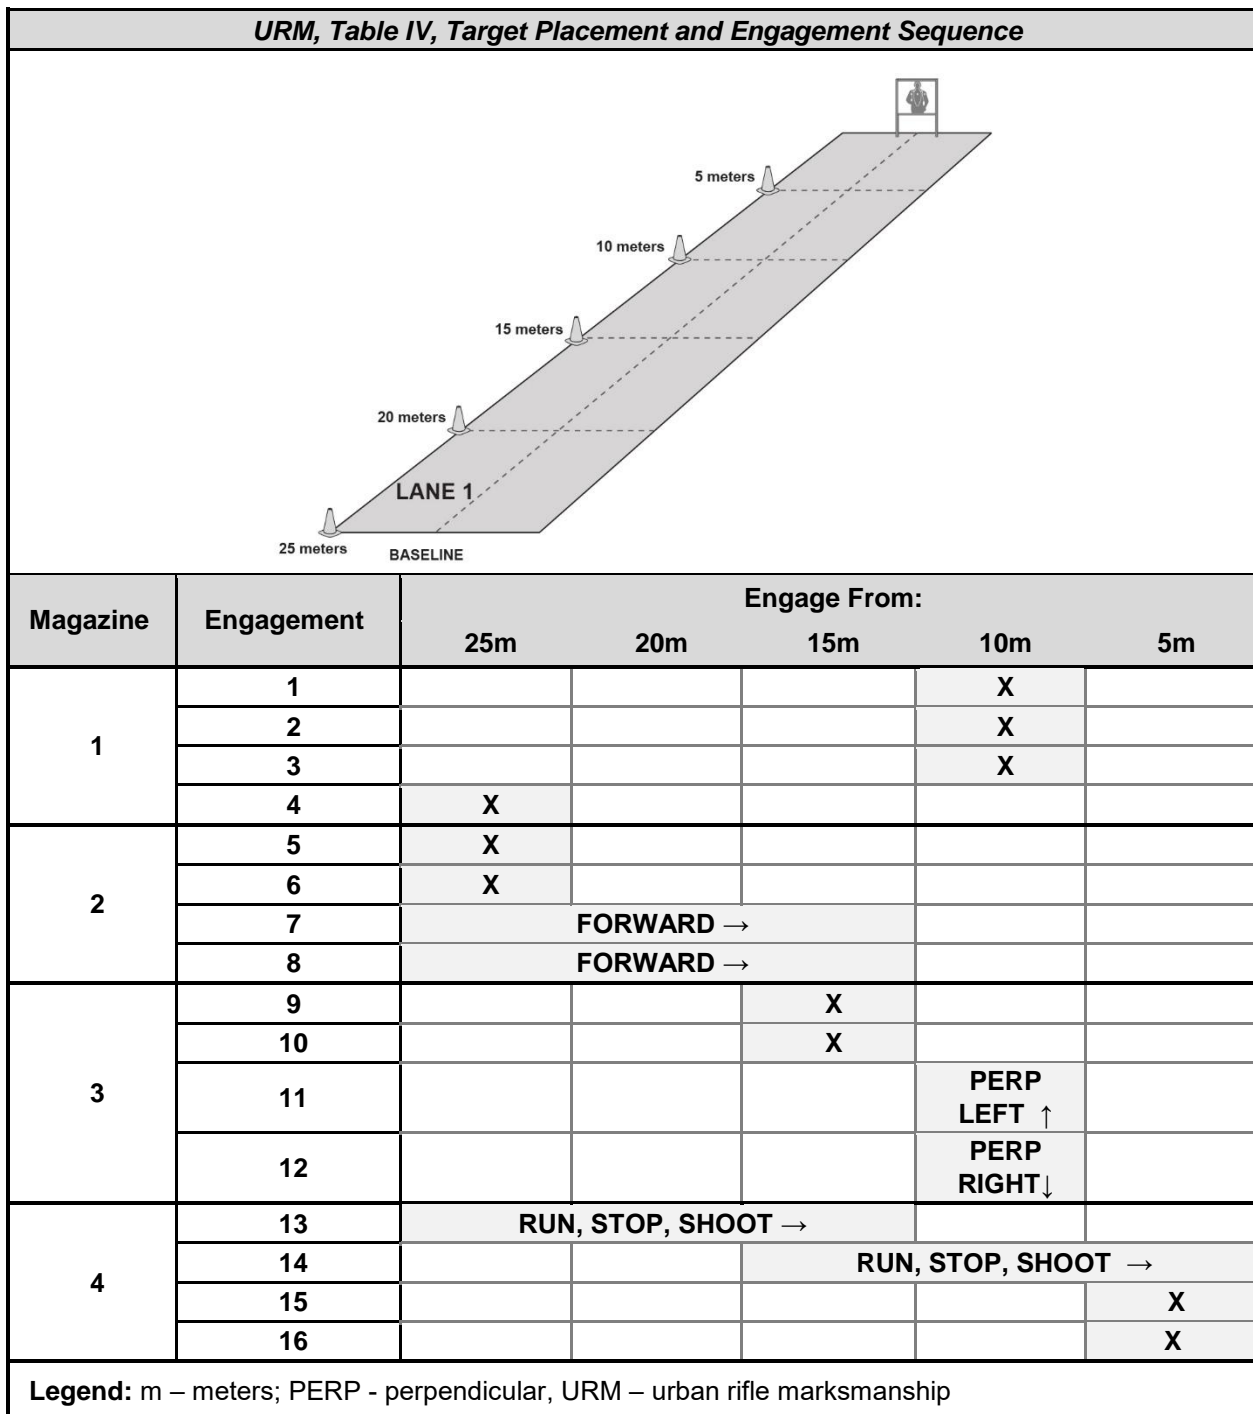 URM, Table IV, Target Placement and Engagement Sequence
5 meters
10 meters
15 meters
20 meters
LANE 1
25 meters
BASELINE
Magazine Engagement Engage From:
25m 20m 15m 10m 5m
1
1 X
2 X
3 X
4 X
2
5 X
6 X
7 FORWARD →
8 FORWARD →
3
9 X
10 X
11 PERP
LEFT ↑
12 PERP
RIGHT↓
4
13 RUN, STOP, SHOOT →
14 RUN, STOP, SHOOT →
15 X
16 X
Legend: m – meters; PERP - perpendicular, URM – urban rifle marksmanship